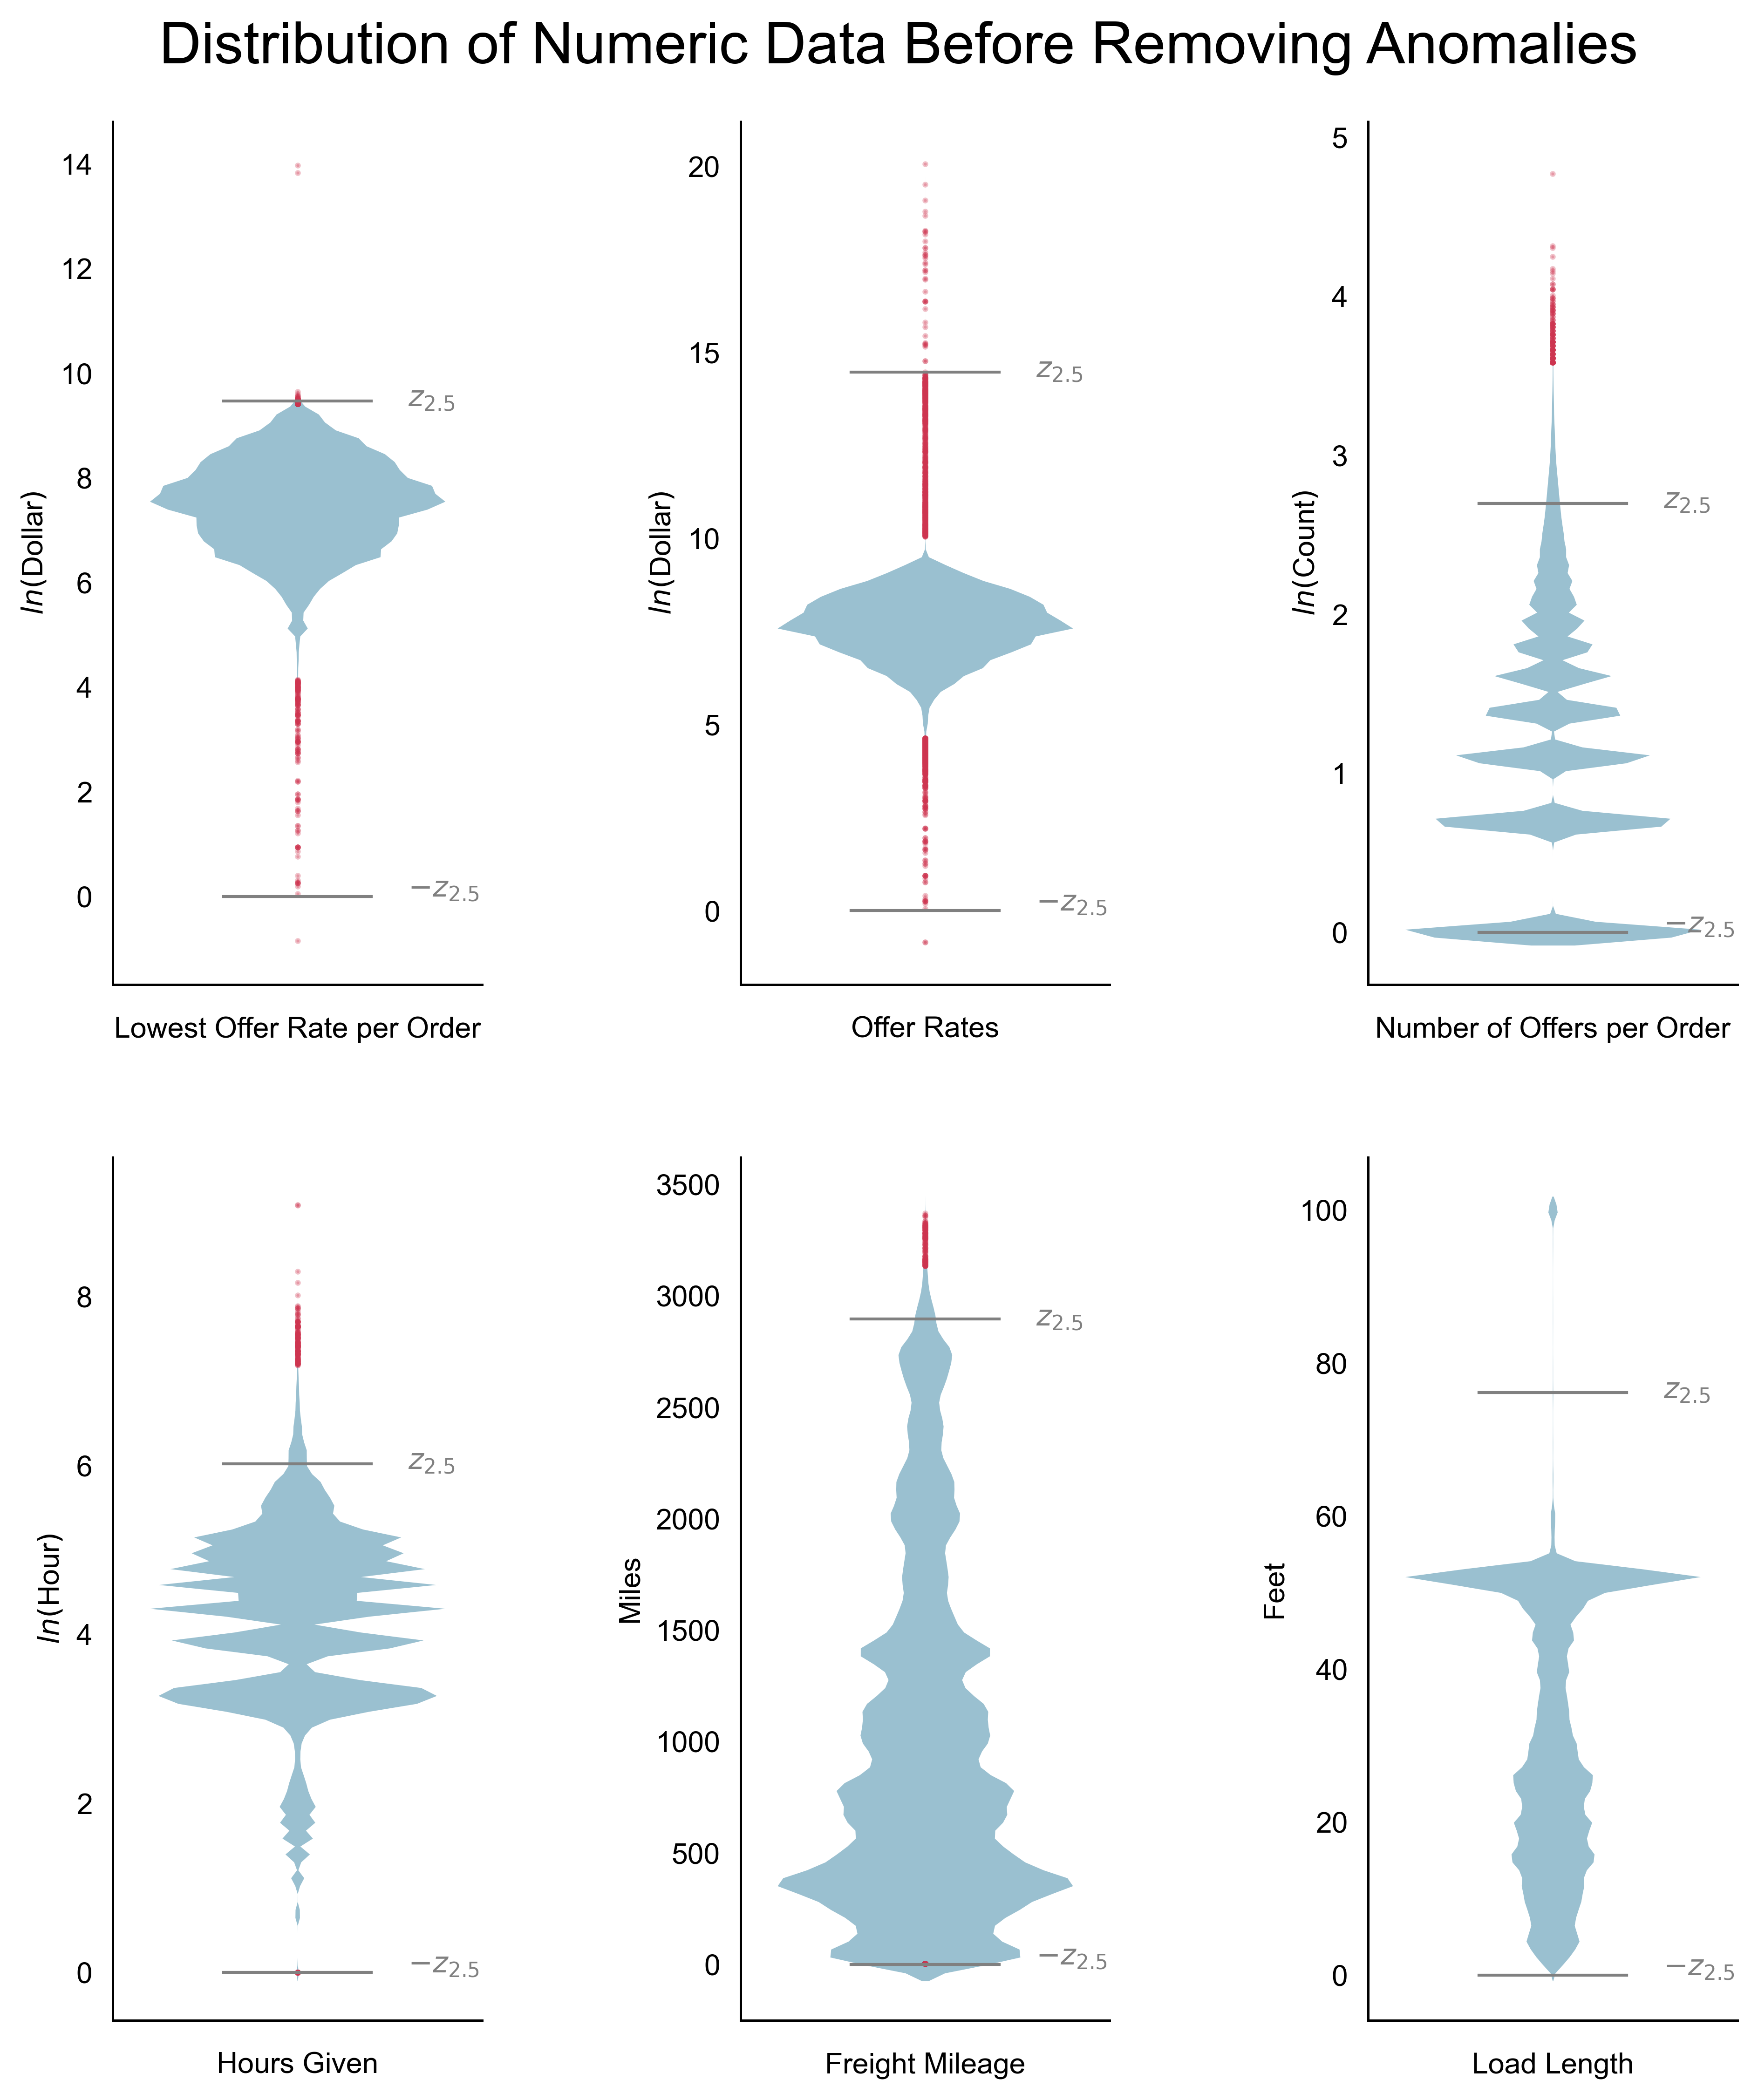 Distribution of Numeric Data Before Removing Anomalies
14
12
10
8
6
4
2
0
ln(Dollar)
z2.5
−z2.5
Lowest Offer Rate per Order
20
15
10
5
0
ln(Dollar)
z2.5
−z2.5
Offer Rates
5
4
3
2
1
0
ln(Count)
z2.5
−z2.5
Number of Offers per Order
8
6
4
2
0
ln(Hour)
z2.5
−z2.5
Hours Given
3500
3000
2500
2000
1500
1000
500
0
Miles
z2.5
−z2.5
Freight Mileage
100
80
60
40
20
0
Feet
z2.5
−z2.5
Load Length